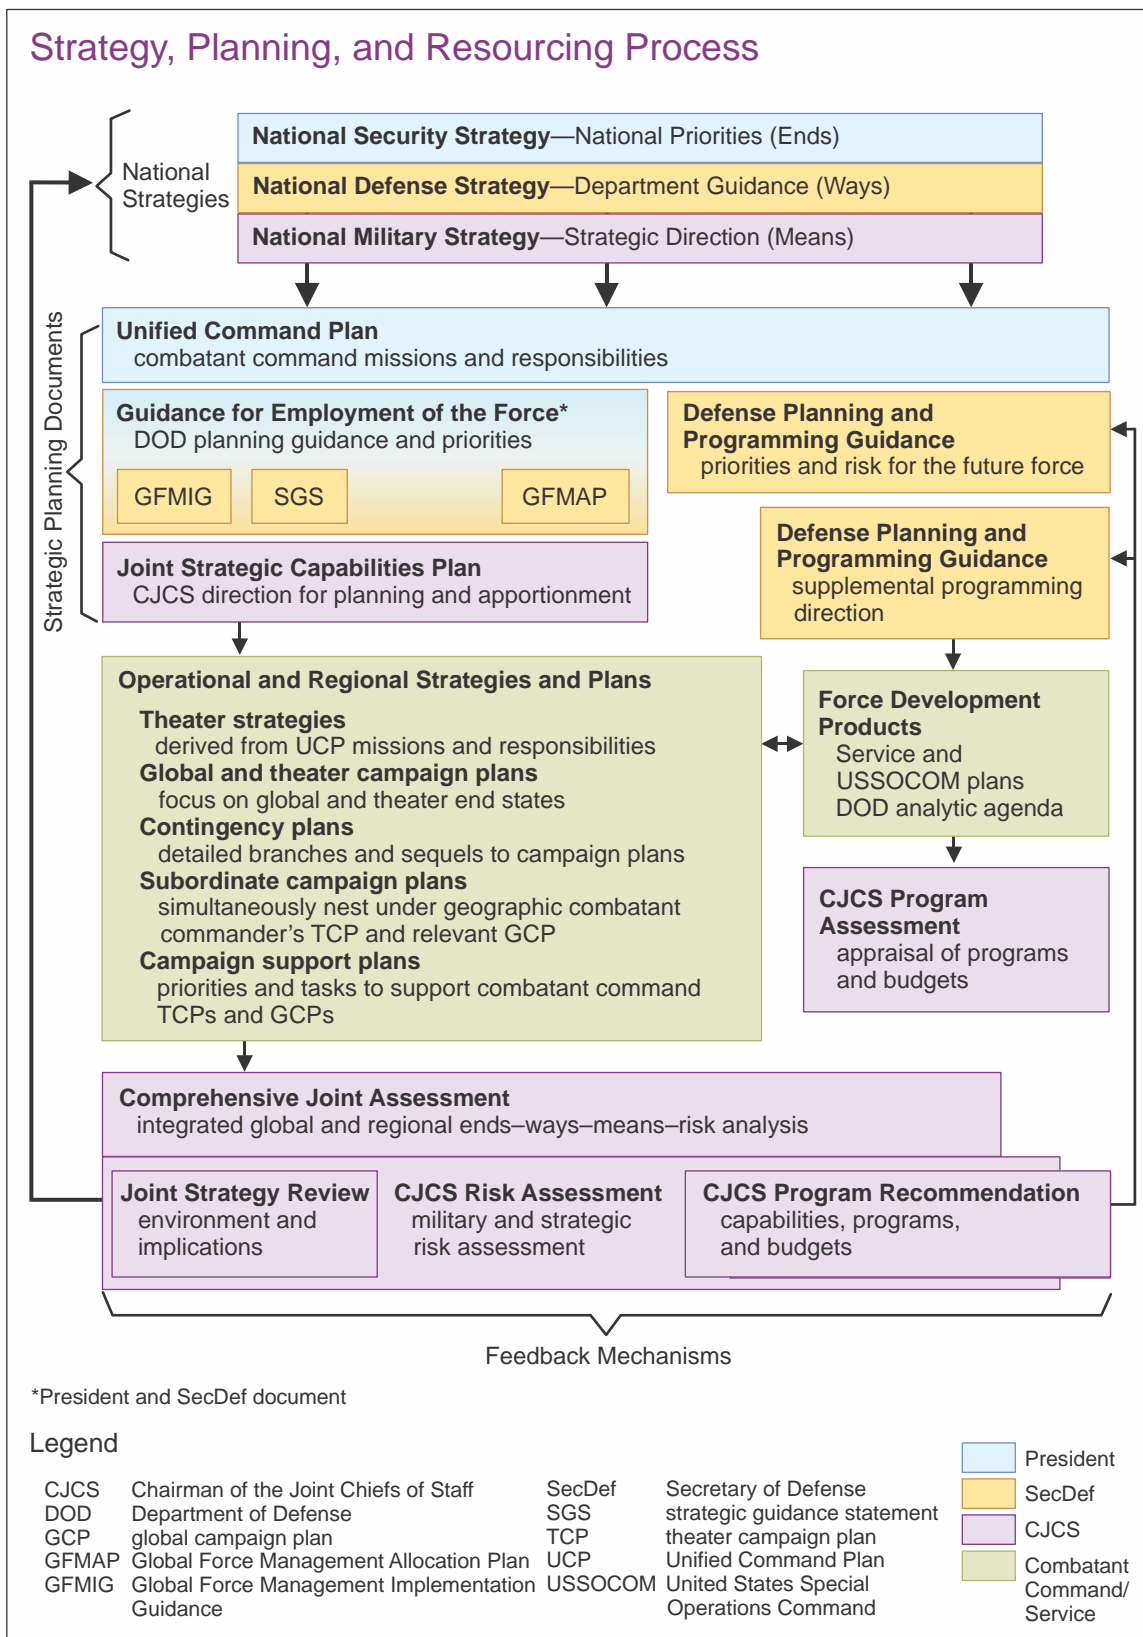 Strategy, Planning, and Resourcing Process
National
Strategies
National Security Strategy—National Priorities (Ends)
National Defense Strategy—Department Guidance (Ways)
National Military Strategy—Strategic Direction (Means)
Strategic Planning Documents
Unified Command Plan
combatant command missions and responsibilities
Guidance for Employment of the Force*
DOD planning guidance and priorities
GFMIG
SGS
GFMAP
Joint Strategic Capabilities Plan
CJCS direction for planning and apportionment
Defense Planning and
Programming Guidance
priorities and risk for the future force
Defense Planning and
Programming Guidance
supplemental programming
direction
Operational and Regional Strategies and Plans
Theater strategies
derived from UCP missions and responsibilities
Global and theater campaign plans
focus on global and theater end states
Contingency plans
detailed branches and sequels to campaign plans
Subordinate campaign plans
simultaneously nest under geographic combatant
commander’s TCP and relevant GCP
Campaign support plans
priorities and tasks to support combatant command
TCPs and GCPs
Force Development
Products
Service and
USSOCOM plans
DOD analytic agenda
CJCS Program
Assessment
appraisal of programs
and budgets
Comprehensive Joint Assessment
integrated global and regional ends–ways–means–risk analysis
Joint Strategy Review
environment and
implications
CJCS Risk Assessment
military and strategic
risk assessment
CJCS Program Recommendation
capabilities, programs,
and budgets
Feedback Mechanisms
*President and SecDef document
Legend
CJCS Chairman of the Joint Chiefs of Staff
DOD Department of Defense
GCP global campaign plan
GFMAP Global Force Management Allocation Plan
GFMIG Global Force Management Implementation
Guidance
SecDef Secretary of Defense
SGS strategic guidance statement
TCP theater campaign plan
UCP Unified Command Plan
USSOCOM United States Special
Operations Command
President
SecDef
CJCS
Combatant
Command/
Service